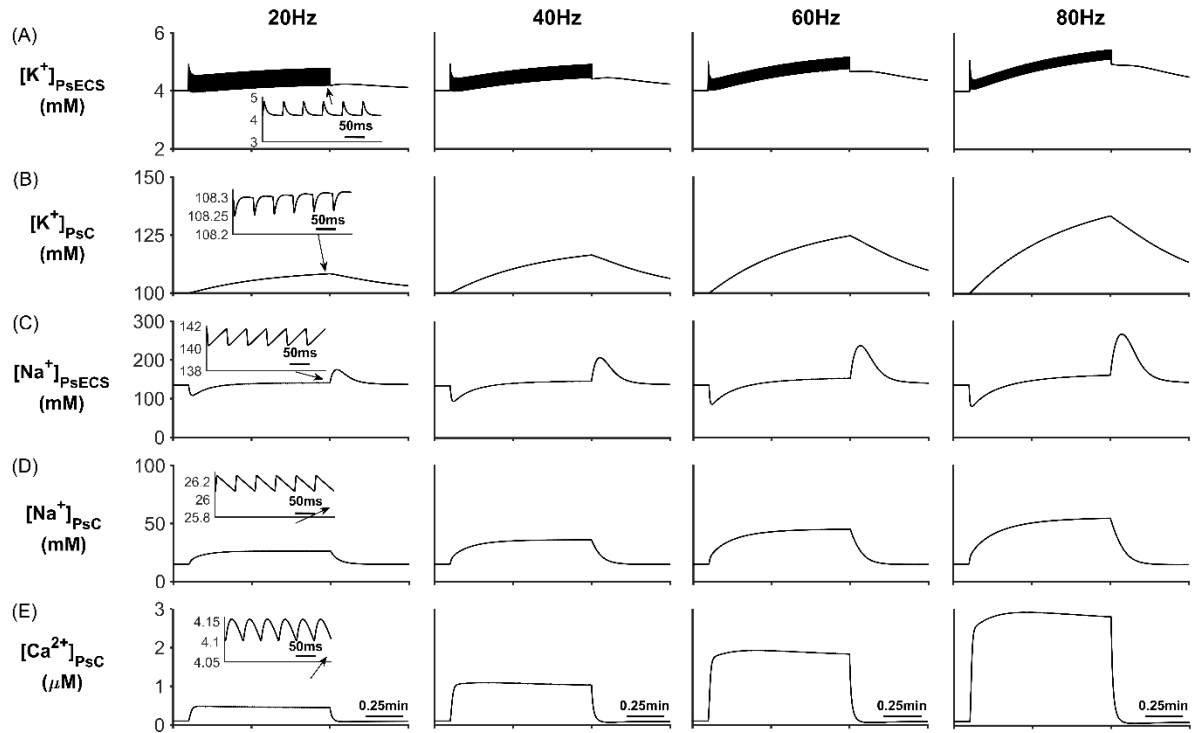 20Hz 40Hz 60Hz 80Hz
(A)
[K+]PsECS
(mM)
6
4
2
5
4
3
50ms
(B)
[K+]PsC
(mM)
150
125
100
108.3
108.25
108.2
50ms
(C)
[Na+]PsECS
(mM)
300
200
100
0
142
140
138
50ms
(D)
[Na+]PsC
(mM)
100
50
0
26.2
26
25.8
50ms
(E)
[Ca2+]PsC
(μM)
3
2
1
0
4.15
4.1
4.05
50ms
0.25min 0.25min 0.25min 0.25min